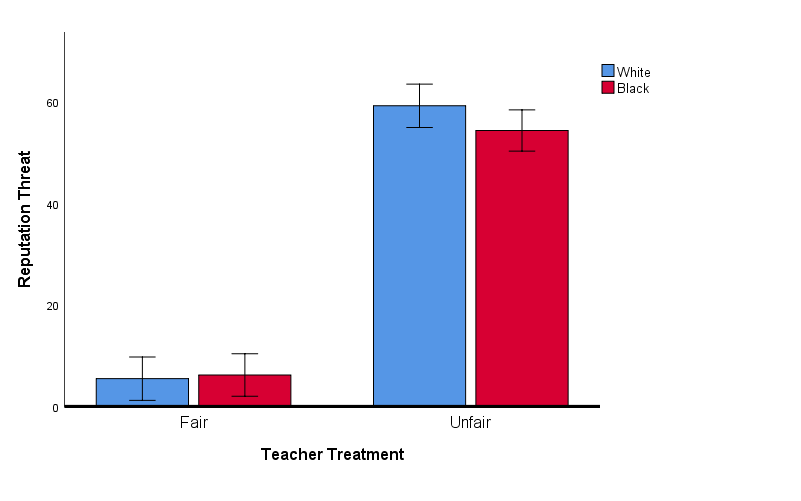 White
Black
60
40
20
0
Reputation Threat
Fair
Unfair
Teacher Treatment